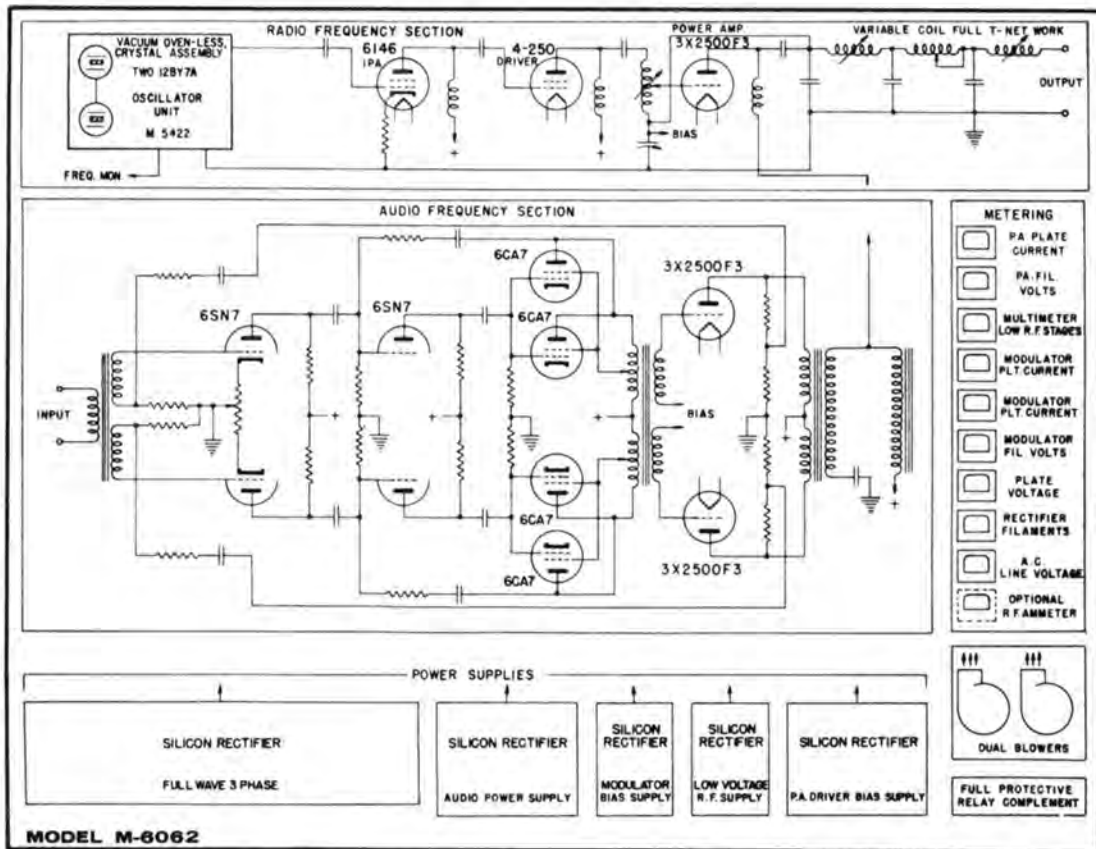 RADIO FREQUENCY SECTION
VACUUM OVEN-LESS,
CRYSTAL ASSEMBLY
TWO 12BY7A
OSCILLATOR
UNIT
M 5422
FREQ. MON
6146
IPA
4-250
DRIVER
+
+
POWER AMP.
3X2500F3
BIAS
VARIABLE COIL FULL T-NET WORK
OUTPUT
AUDIO FREQUENCY SECTION
INPUT
6SN7
+
6SN7
+
6CA7
6CA7
6CA7
6CA7
+
BIAS
3X2500F3
3X2500F3
+
+
METERING
P.A. PLATE
CURRENT
P.A. FIL.
VOLTS
MULTIMETER
LOW R.F. STAGES
MODULATOR
PLT. CURRENT
MODULATOR
PLT. CURRENT
MODULATOR
FIL VOLTS
PLATE
VOLTAGE
RECTIFIER
FILAMENTS
A.C.
LINE VOLTAGE
OPTIONAL
R.F. AMMETER
POWER SUPPLIES
SILICON RECTIFIER
FULL WAVE 3 PHASE
SILICON RECTIFIER
AUDIO POWER SUPPLY
SILICON
RECTIFIER
MODULATOR
BIAS SUPPLY
SILICON
RECTIFIER
LOW VOLTAGE
R.F. SUPPLY
SILICON RECTIFIER
P.A. DRIVER BIAS SUPPLY
DUAL BLOWERS
FULL PROTECTIVE
RELAY COMPLEMENT
MODEL M-6062